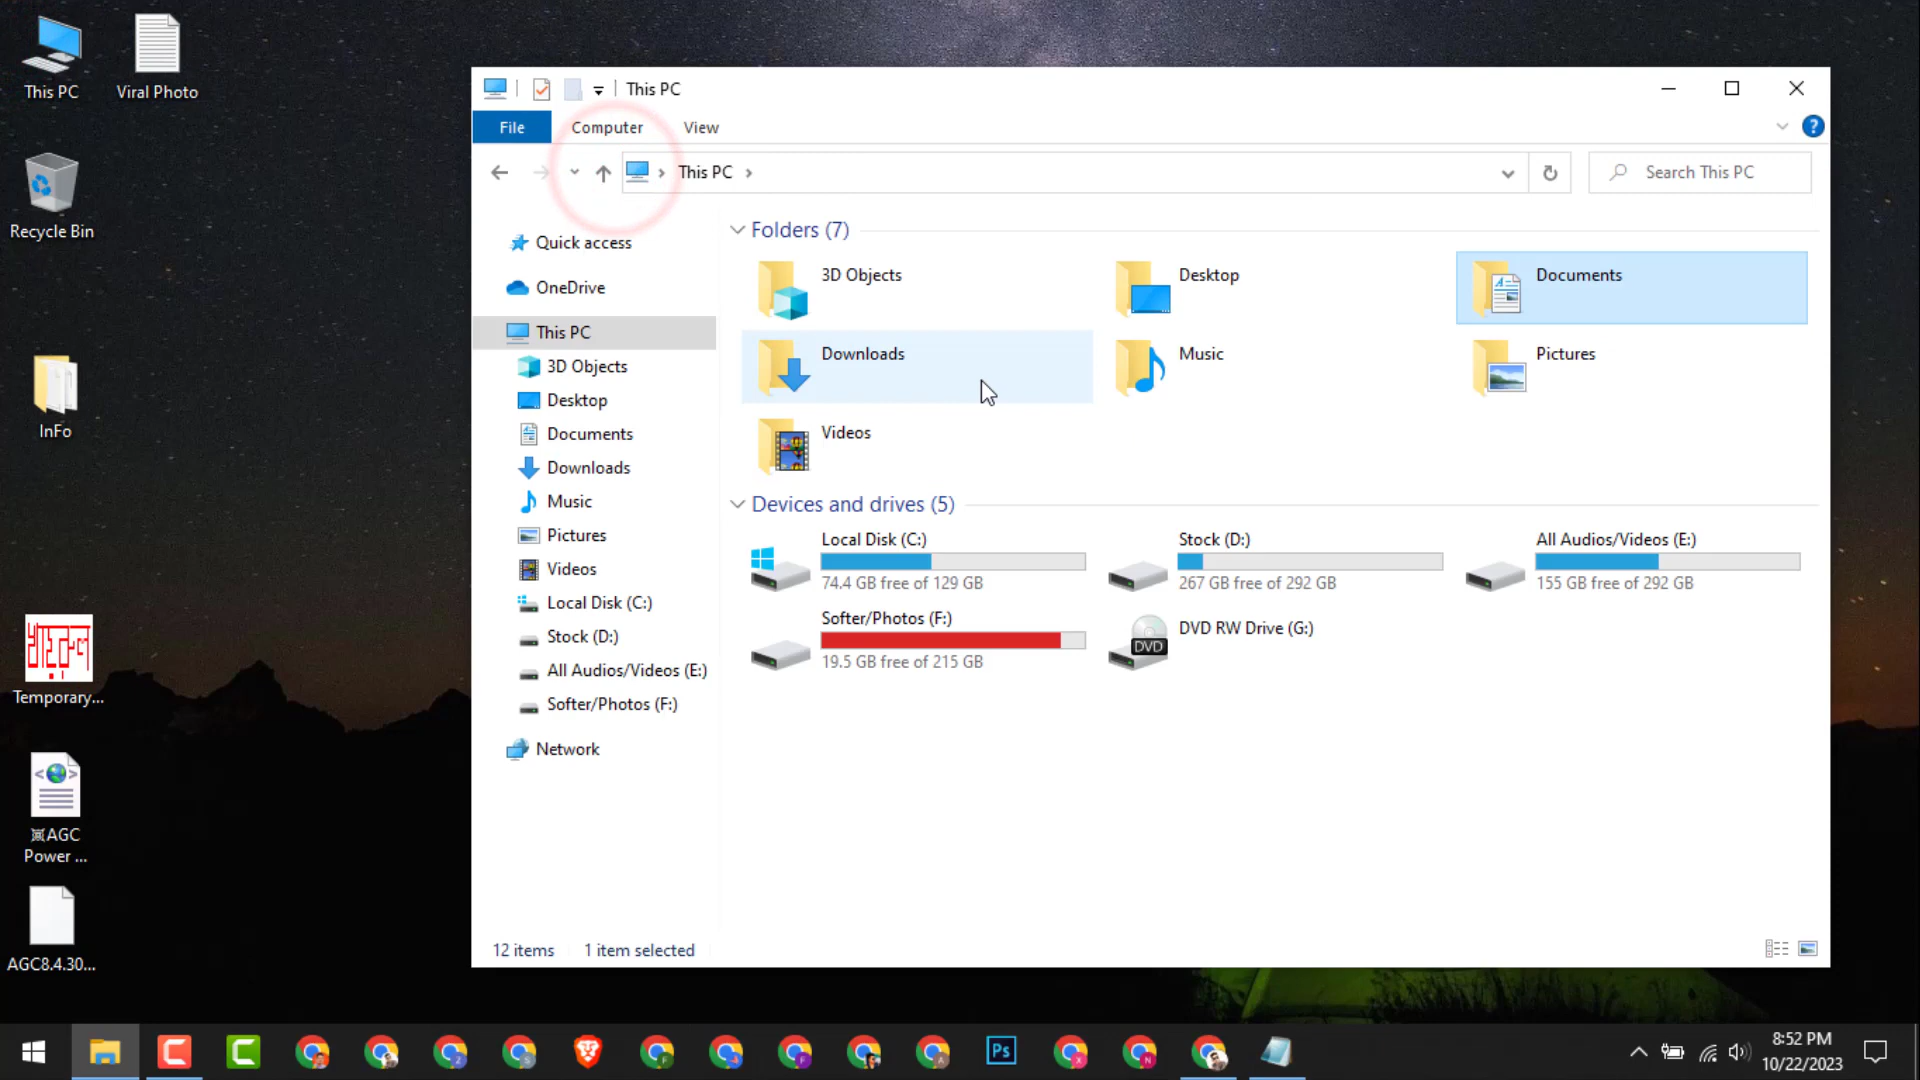 This PC
Viral Photo
Recycle Bin
InFo
Temporary...
AGC
Power ...
AGC8.4.30...
This PC
File
Computer
View
This PC
Search This PC
Quick access
OneDrive
This PC
3D Objects
Desktop
Documents
Downloads
Music
Pictures
Videos
Local Disk (C:)
Stock (D:)
All Audios/Videos (E:)
Softer/Photos (F:)
Network
Folders (7)
3D Objects
Desktop
Documents
Downloads
Music
Pictures
Videos
Devices and drives (5)
Local Disk (C:)
74.4 GB free of 129 GB
Stock (D:)
267 GB free of 292 GB
All Audios/Videos (E:)
155 GB free of 292 GB
Softer/Photos (F:)
19.5 GB free of 215 GB
DVD
DVD RW Drive (G:)
12 items
1 item selected
Ps
8:52 PM
10/22/2023